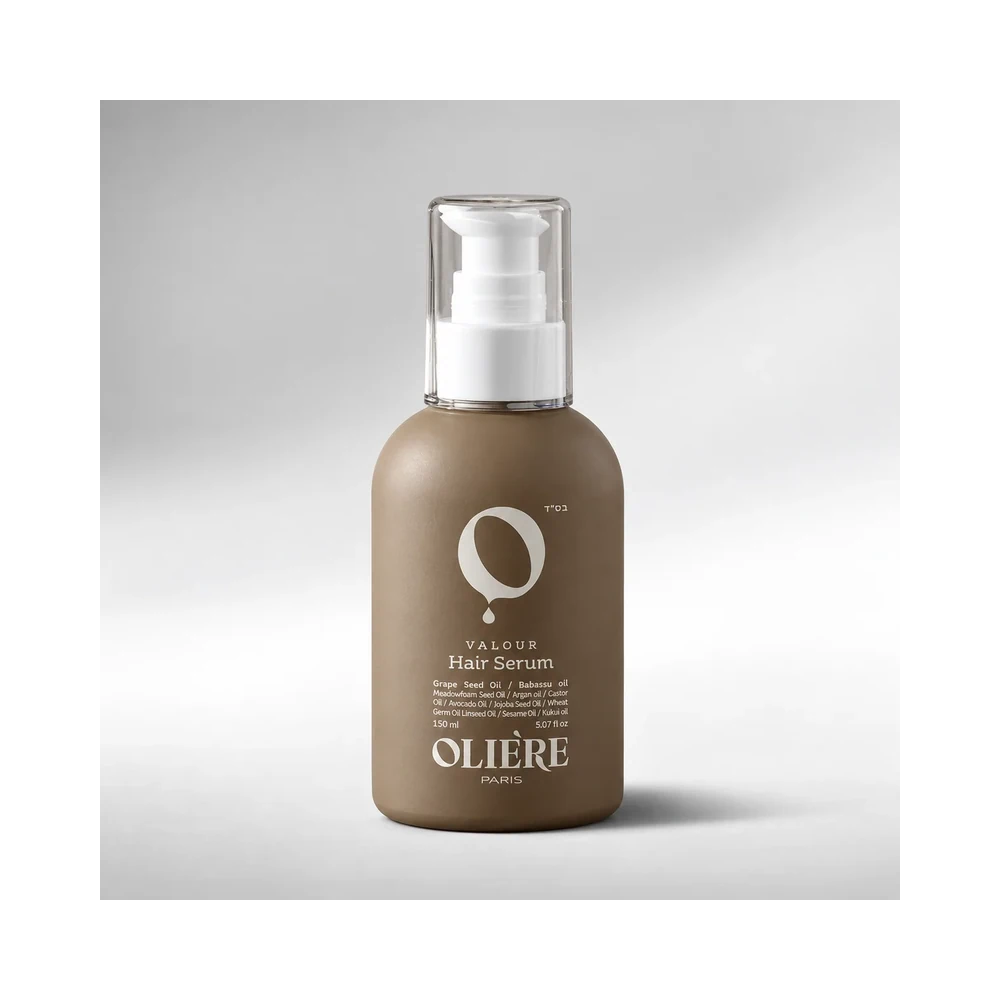 בס״ד
VALOUR
Hair Serum
Grape Seed Oil / Babassu oil
Meadowfoam Seed Oil / Argan oil / Castor
Oil / Avocado Oil / Jojoba Seed Oil / Wheat
Germ Oil Linseed Oil / Sesame Oil / Kukui oil
150 ml 5.07 fl oz
OLIÈRE
PARIS